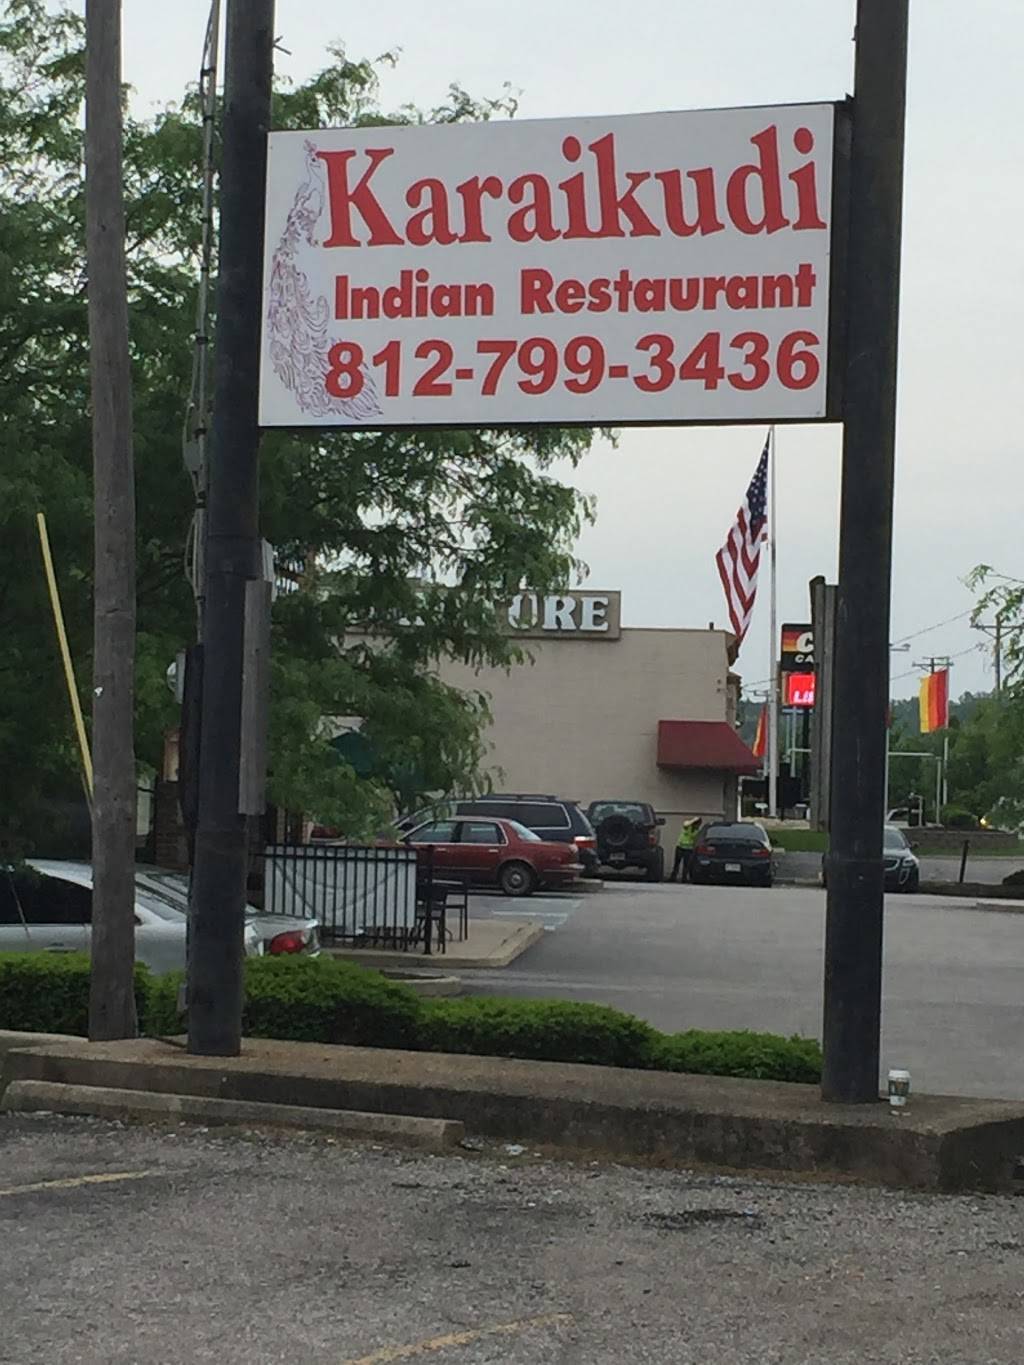 Karaikudi
Indian Restaurant
812-799-3436